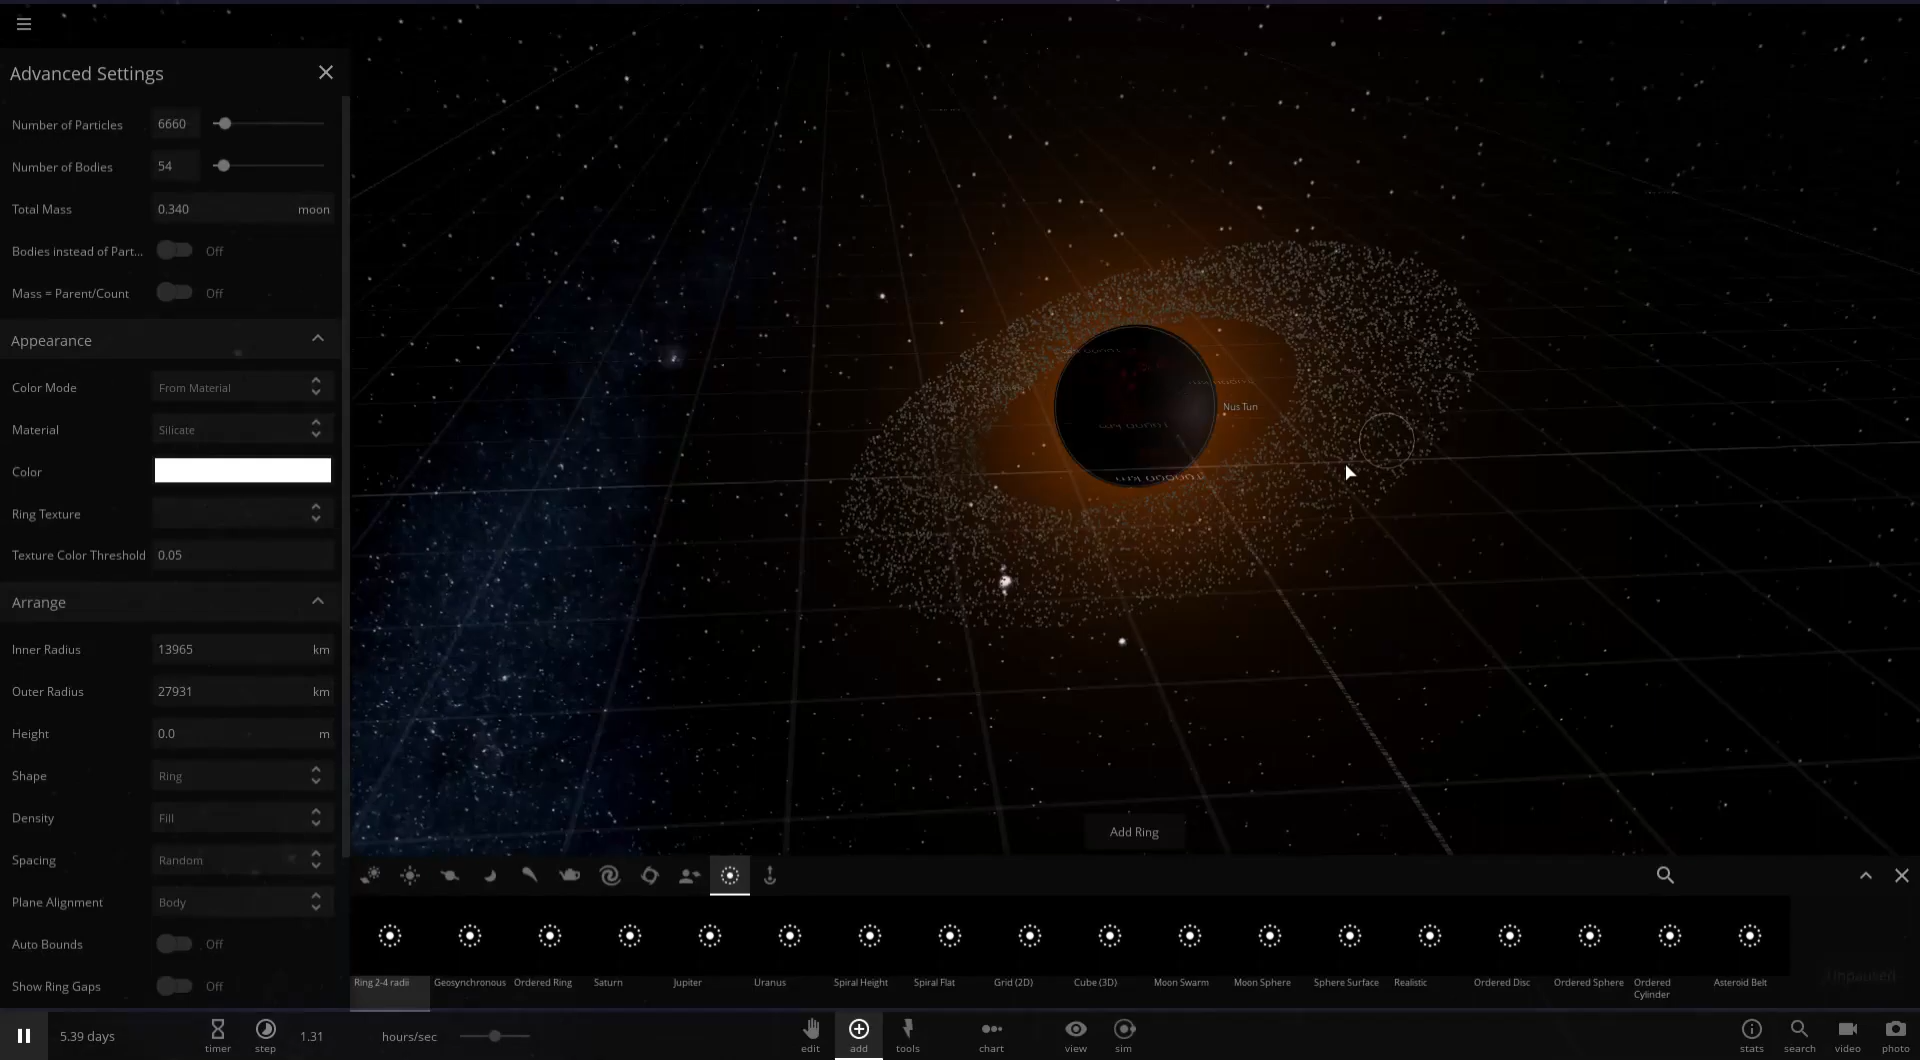 Advanced Settings
Number of Particles 6660
Number of Bodies 54
Total Mass 0.340 moon
Bodies instead of Part... Off
Mass = Parent/Count Off
Appearance
Color Mode From Material
Material Silicate
Color
Ring Texture
Texture Color Threshold 0.05
Arrange
Inner Radius 13965 km
Outer Radius 27931 km
Height 0.0 m
Shape Ring
Density Fill
Spacing Random
Plane Alignment Body
Auto Bounds Off
Show Ring Gaps Off
Nus Tun
Add Ring
Ring 2-4 radii
Geosynchronous
Ordered Ring
Saturn
Jupiter
Uranus
Spiral Height
Spiral Flat
Grid (2D)
Cube (3D)
Moon Swarm
Moon Sphere
Sphere Surface
Realistic
Ordered Disc
Ordered Sphere
Ordered
Cylinder
Asteroid Belt
Unpaused
5.39 days
timer
step
1.31 hours/sec
edit
add
tools
chart
view
sim
stats
search
video
photo